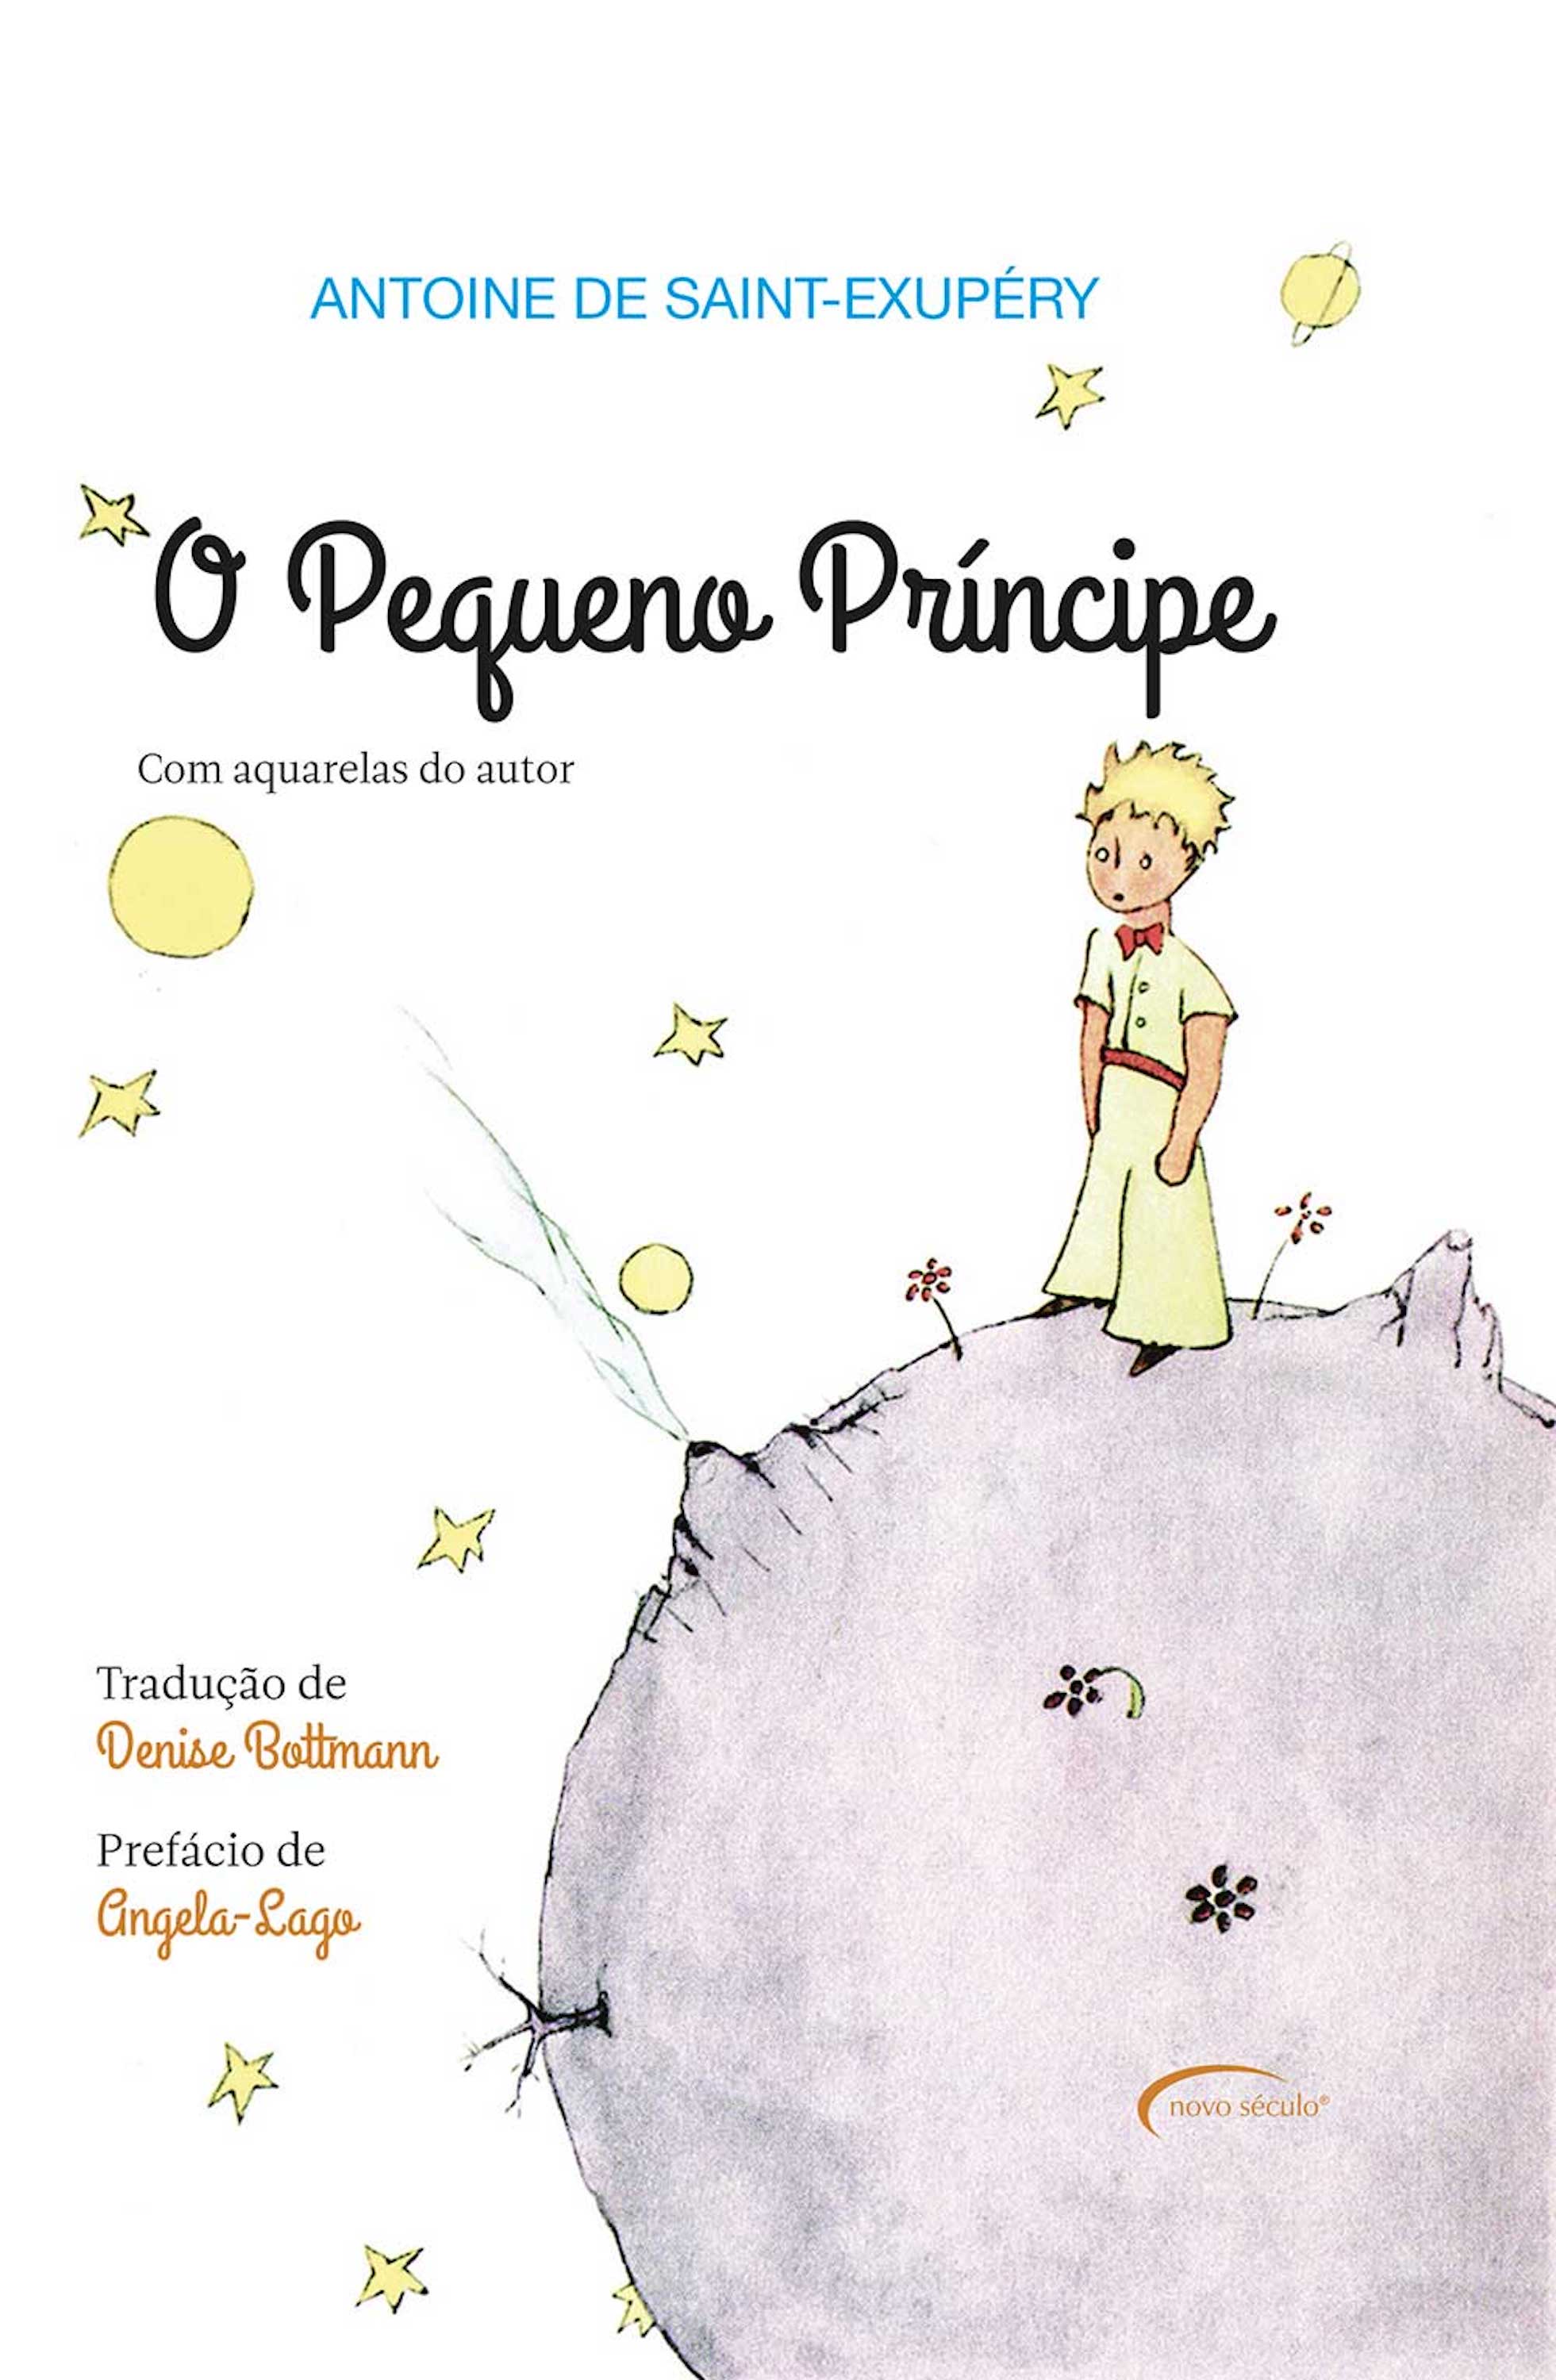 ANTOINE DE SAINT-EXUPÉRY
O Pequeno Príncipe
Com aquarelas do autor
Tradução de
Denise Bottmann
Prefácio de
Angela-Lago
novo século®